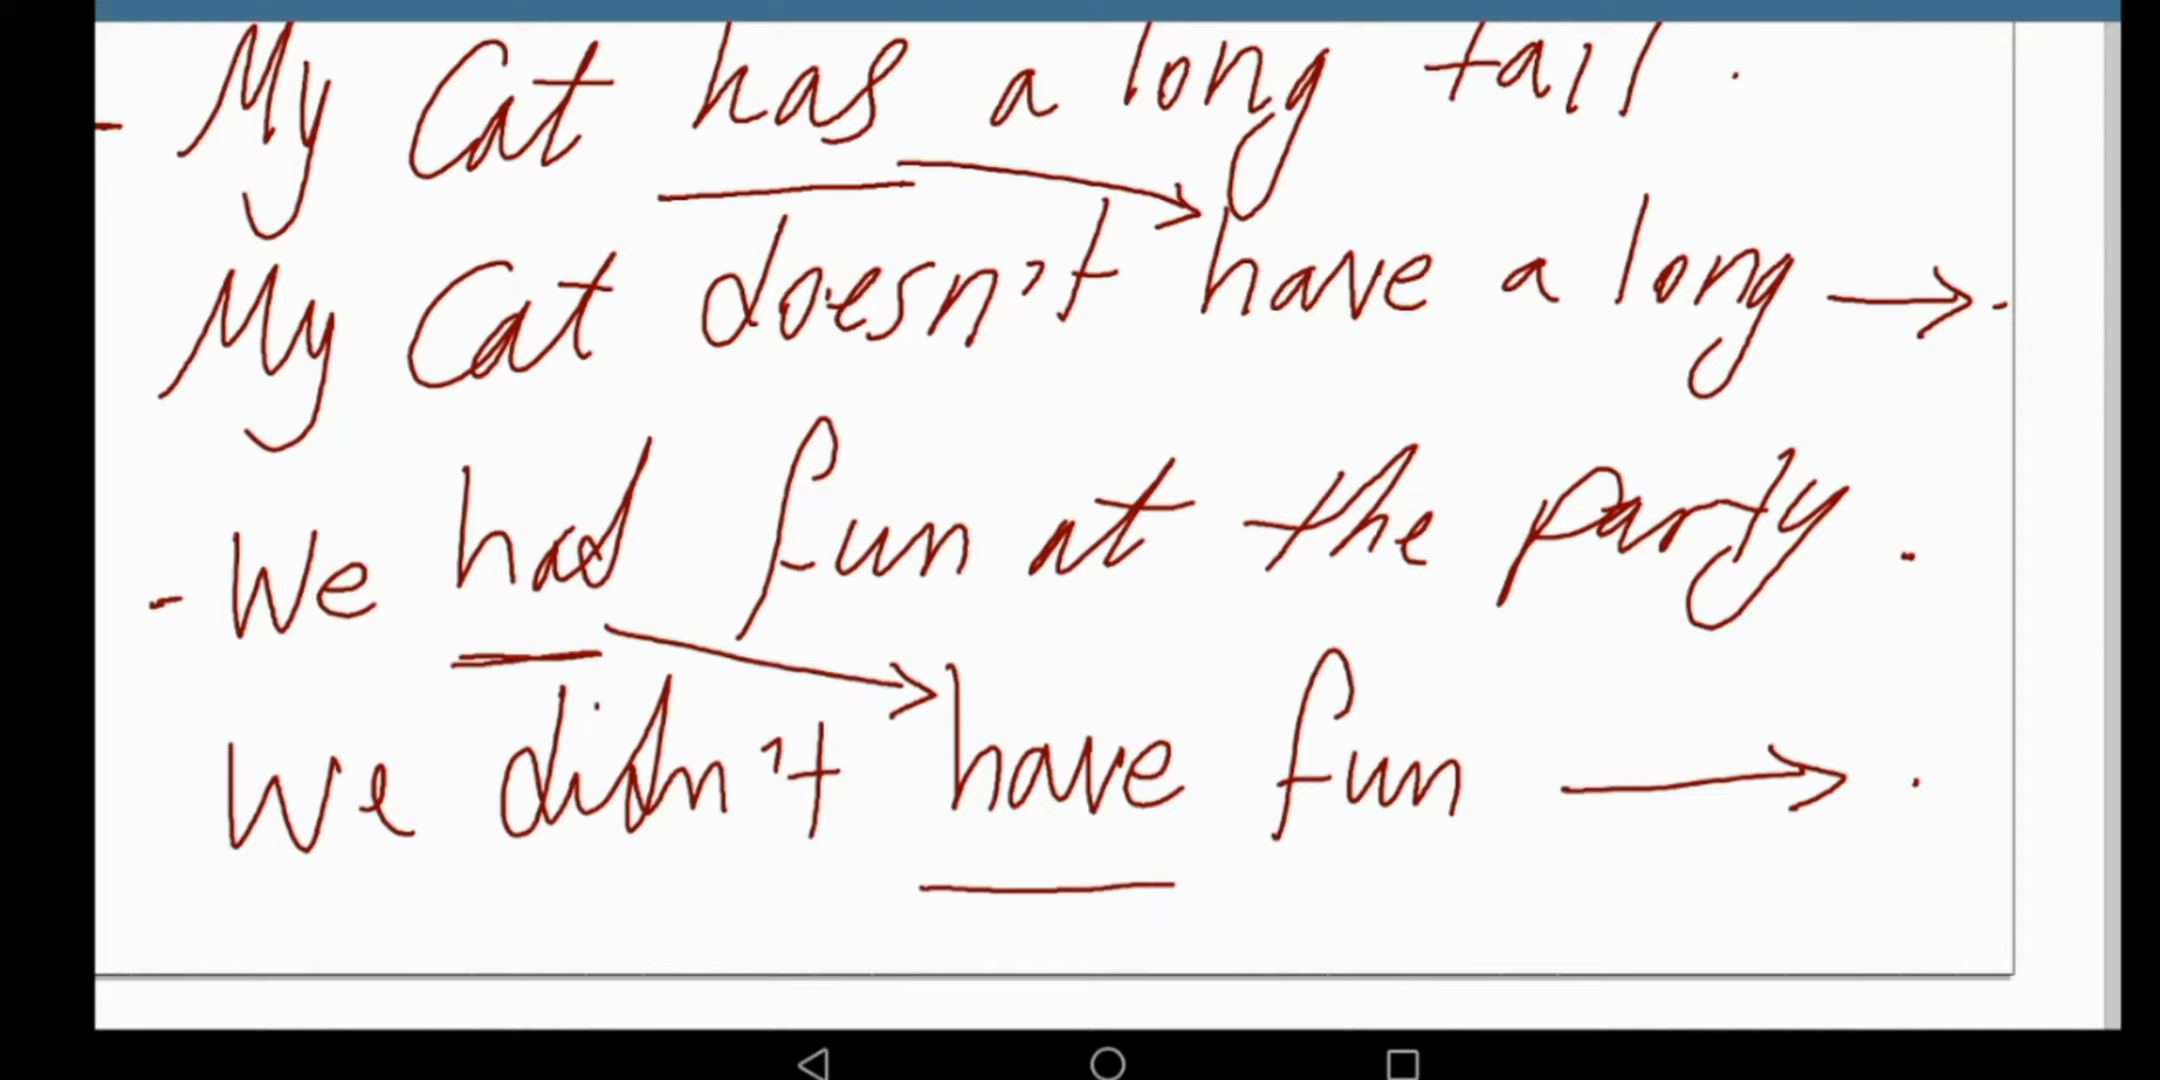 - My Cat has a long tail.
My Cat doesn't have a long →.
- We had fun at the party.
We didn't have fun → .